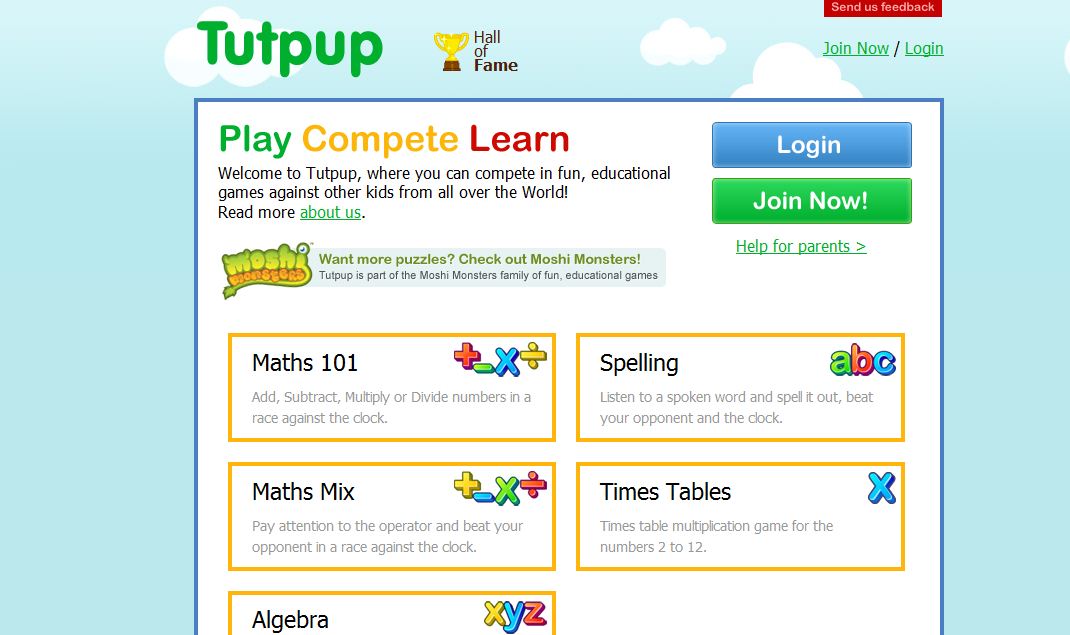 Send us feedback
Tutpup
Hall
of
Fame
Join Now / Login
Play Compete Learn
Welcome to Tutpup, where you can compete in fun, educational
games against other kids from all over the World!
Read more about us.
Login
Join Now!
Help for parents >
moshi
monsters
™
Want more puzzles? Check out Moshi Monsters!
Tutpup is part of the Moshi Monsters family of fun, educational games
Maths 101
+-x÷
Add, Subtract, Multiply or Divide numbers in a
race against the clock.
Spelling
abc
Listen to a spoken word and spell it out, beat
your opponent and the clock.
Maths Mix
+-x÷
Pay attention to the operator and beat your
opponent in a race against the clock.
Times Tables
x
Times table multiplication game for the
numbers 2 to 12.
Algebra
xyz